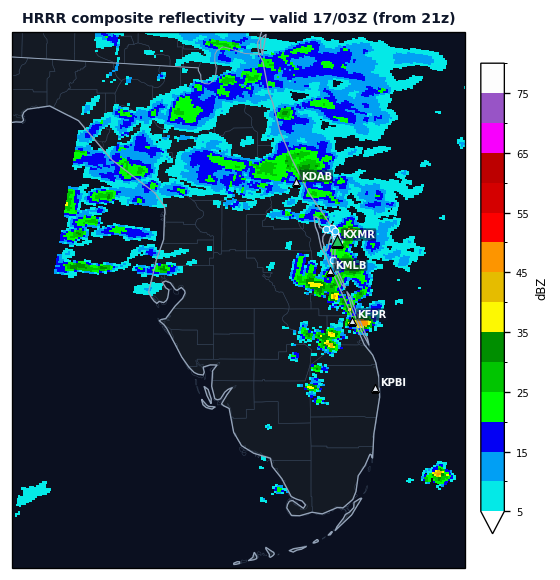 HRRR composite reflectivity — valid 17/03Z (from 21z)
KDAB
KXMR
KMLB
KFPR
KPBI
75
65
55
45
35
25
15
5
dBZ